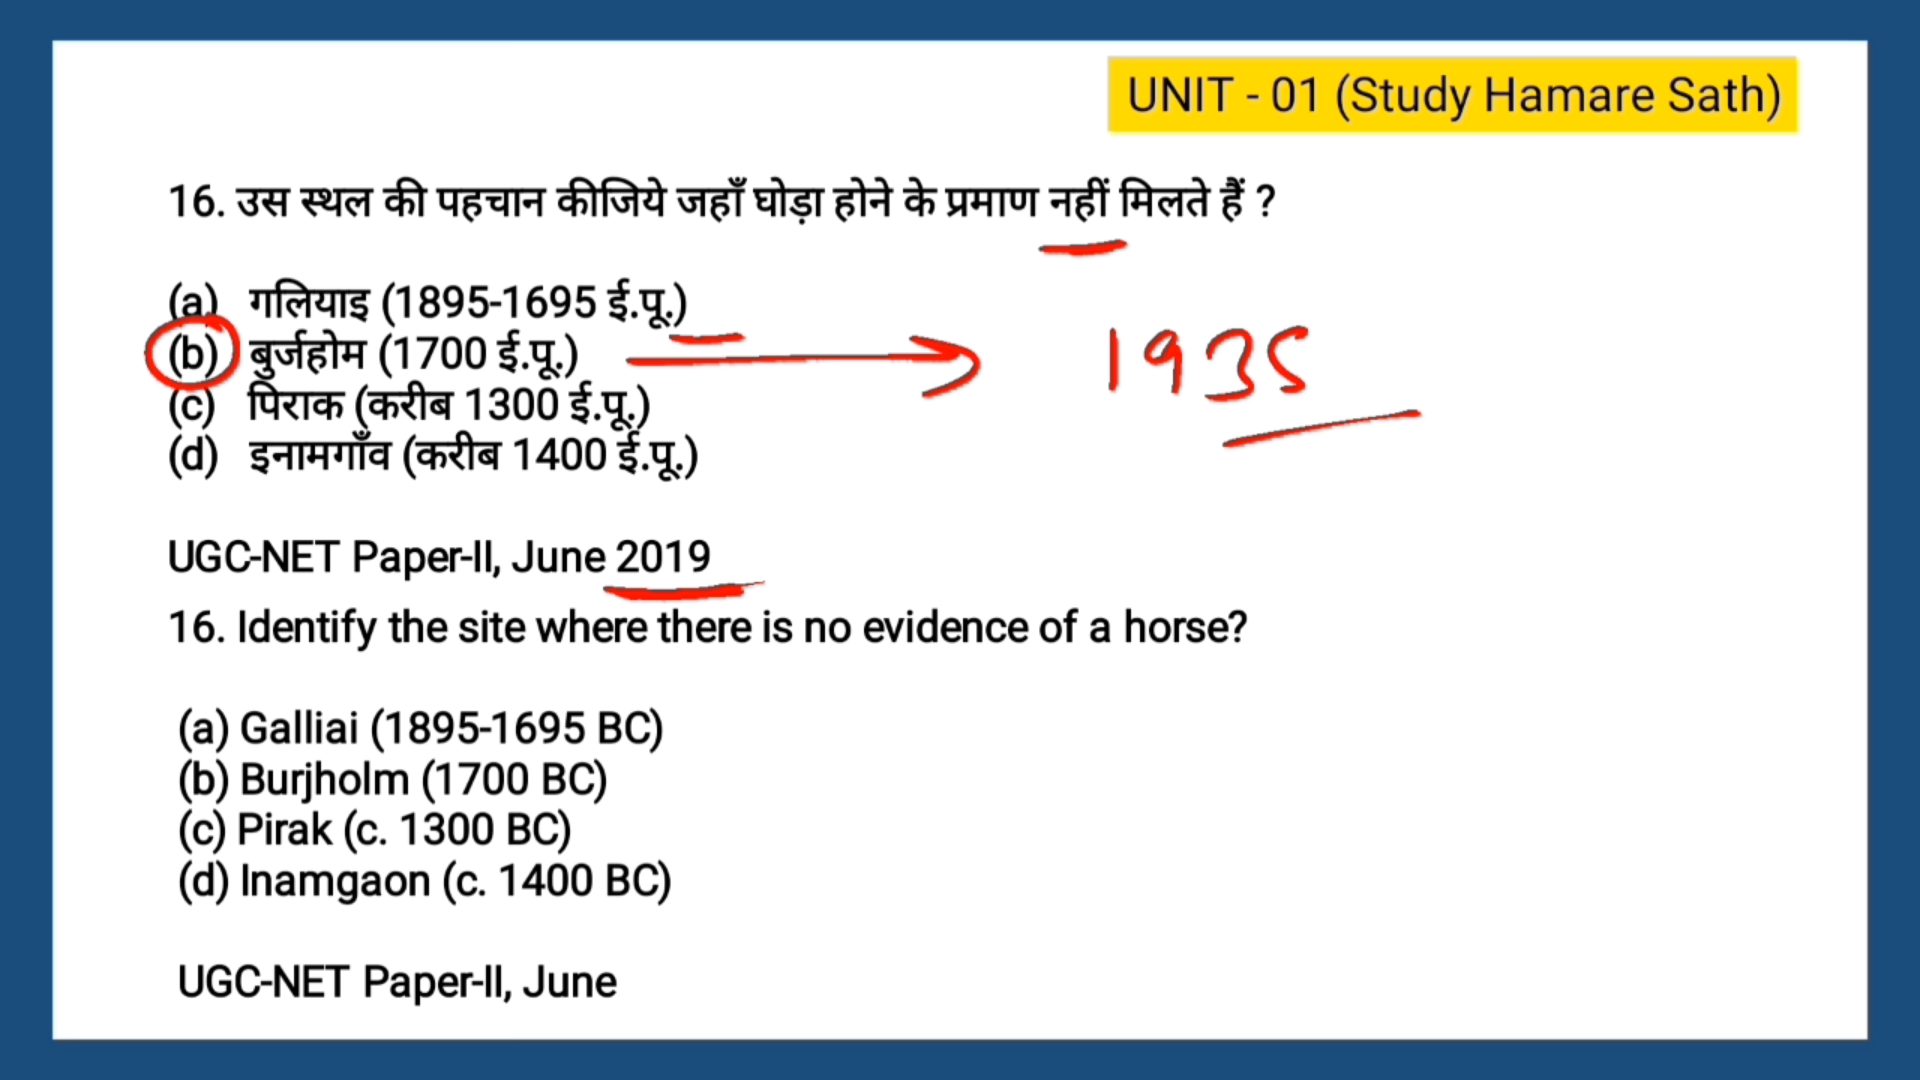 UNIT - 01 (Study Hamare Sath)
16. उस स्थल की पहचान कीजिये जहाँ घोड़ा होने के प्रमाण नहीं मिलते हैं ?
(a) गलियाइ (1895-1695 ई.पू.)
(b) बुर्जहोम (1700 ई.पू.)
1935
(c) पिराक (करीब 1300 ई.पू.)
(d) इनामगाँव (करीब 1400 ई.पू.)
UGC-NET Paper-II, June 2019
16. Identify the site where there is no evidence of a horse?
(a) Galliai (1895-1695 BC)
(b) Burjholm (1700 BC)
(c) Pirak (c. 1300 BC)
(d) Inamgaon (c. 1400 BC)
UGC-NET Paper-II, June